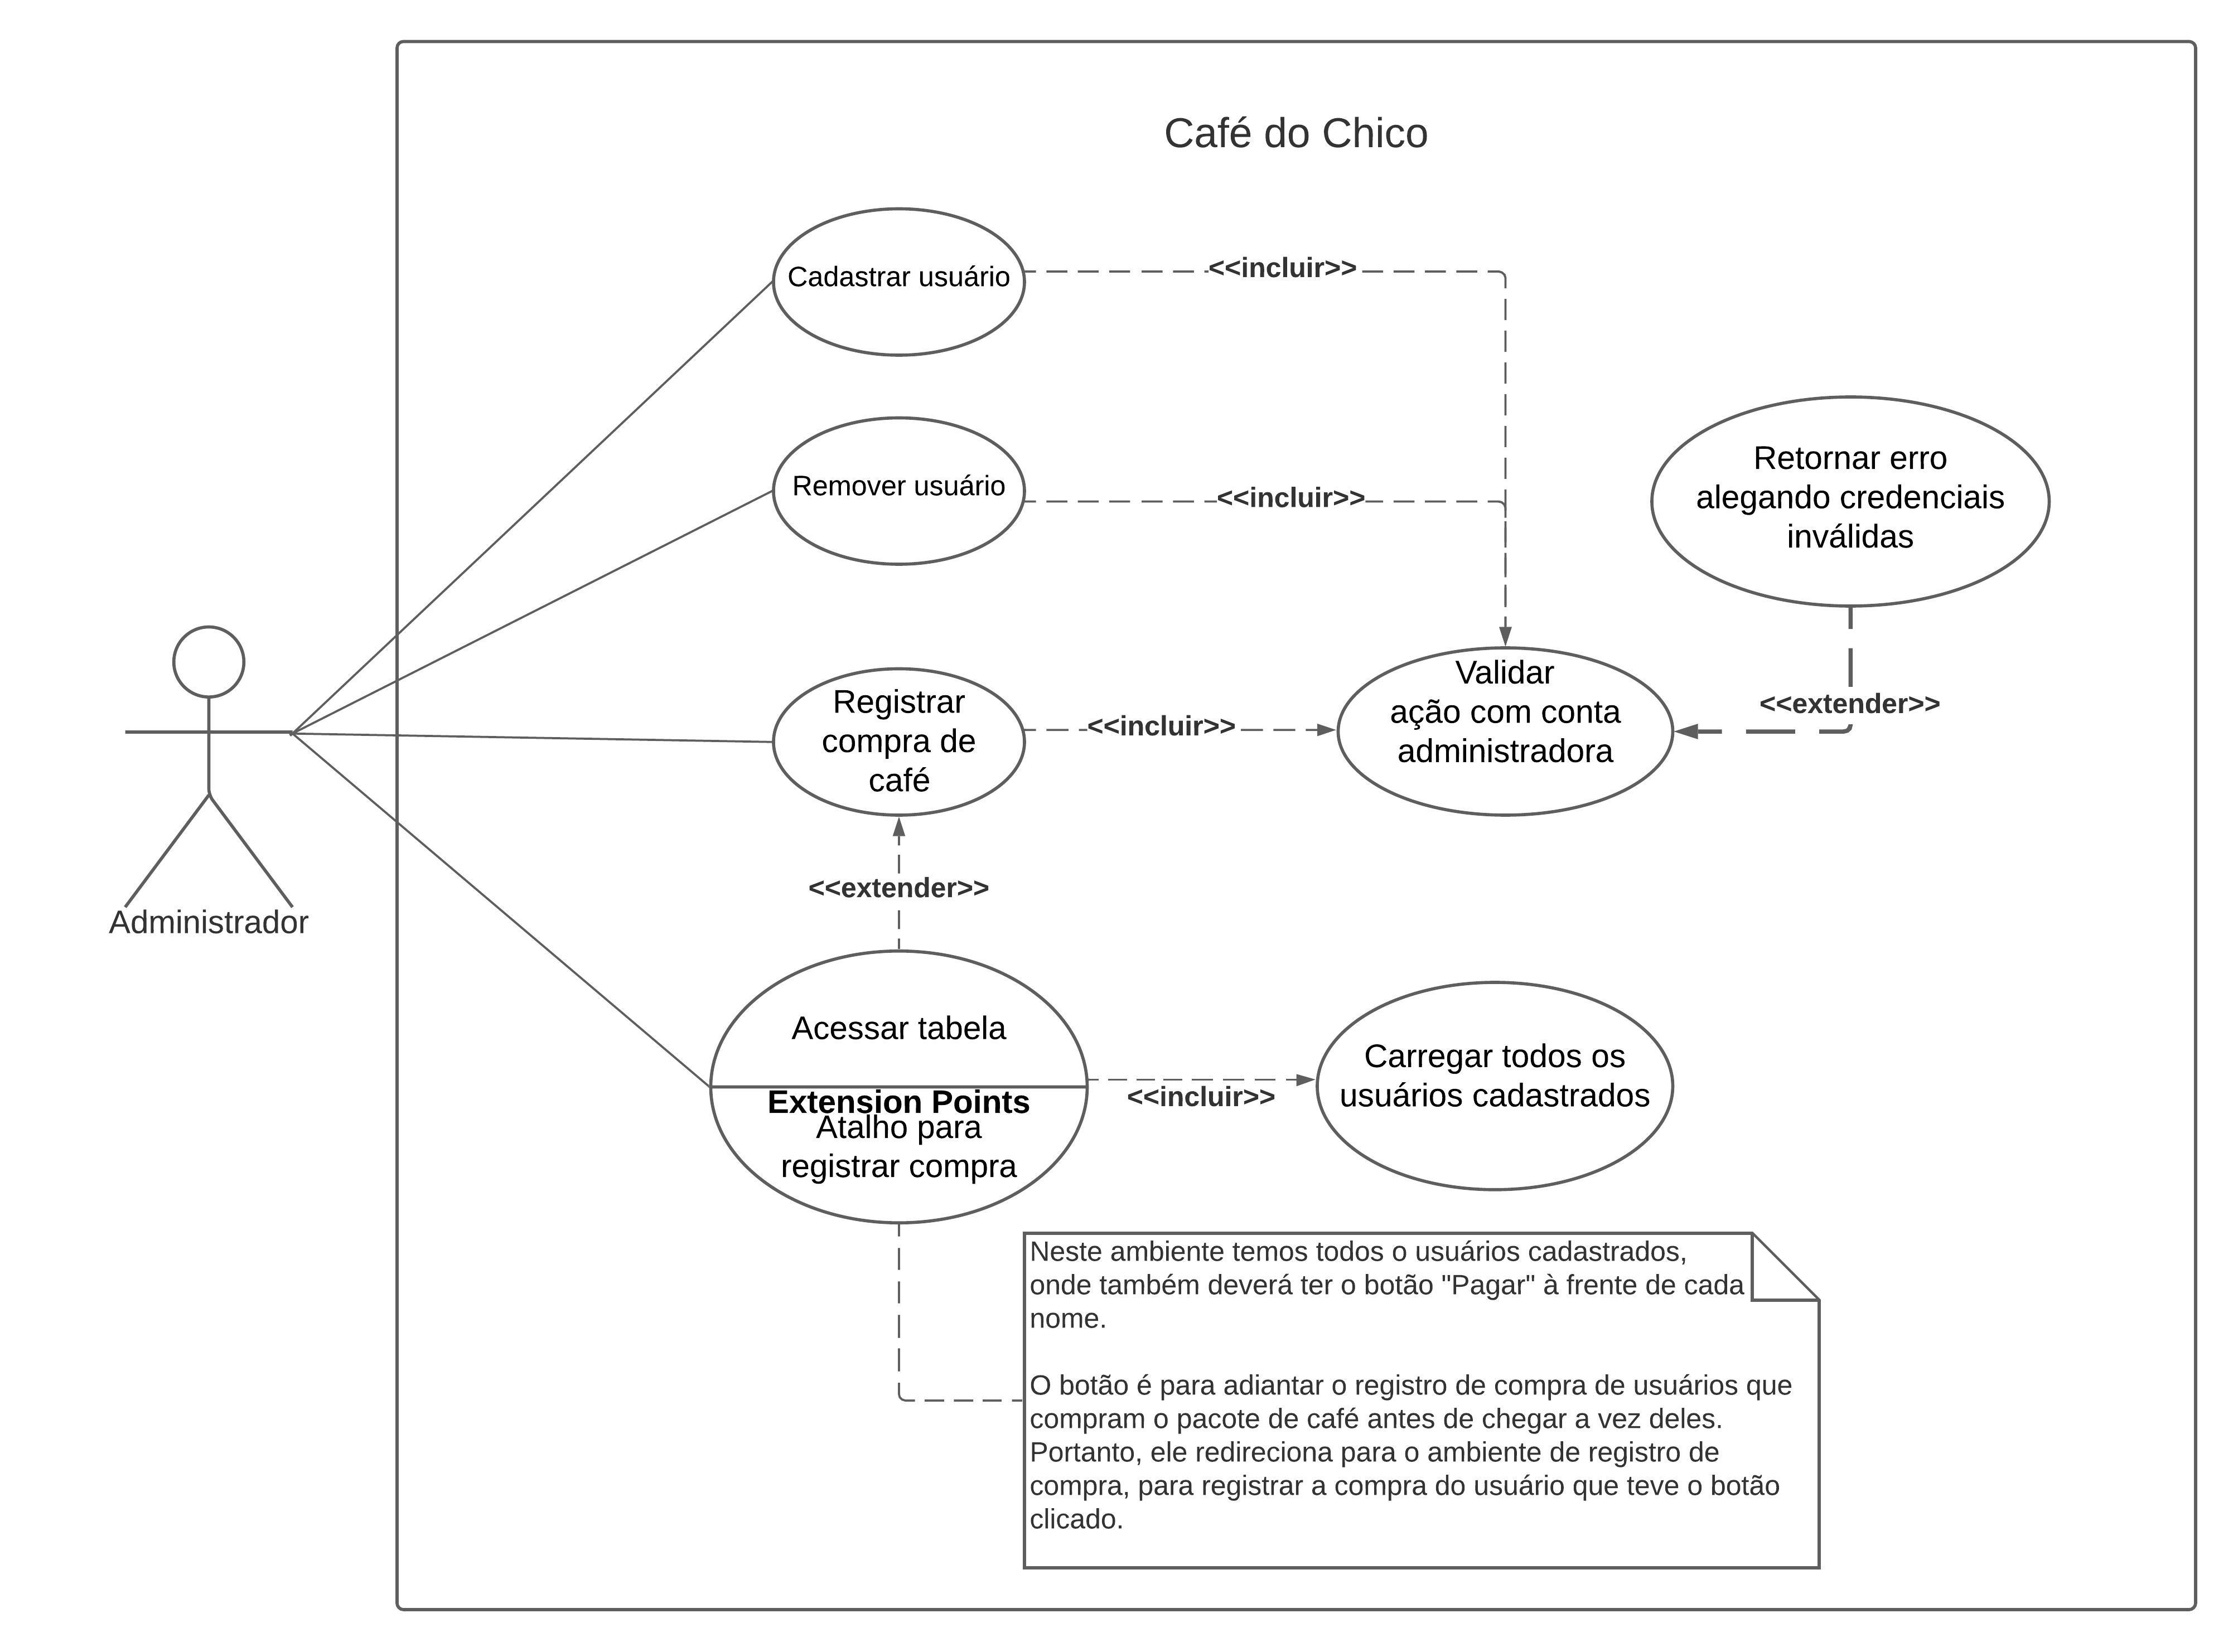 Café do Chico
Cadastrar usuário
<<incluir>>
Remover usuário
<<incluir>>
Retornar erro
alegando credenciais
inválidas
Registrar
compra de
café
<<incluir>>
Validar
ação com conta
administradora
<<extender>>
<<extender>>
Administrador
Acessar tabela
Extension Points
Atalho para
registrar compra
<<incluir>>
Carregar todos os
usuários cadastrados
Neste ambiente temos todos o usuários cadastrados,
onde também deverá ter o botão "Pagar" à frente de cada
nome.
O botão é para adiantar o registro de compra de usuários que
compram o pacote de café antes de chegar a vez deles.
Portanto, ele redireciona para o ambiente de registro de
compra, para registrar a compra do usuário que teve o botão
clicado.